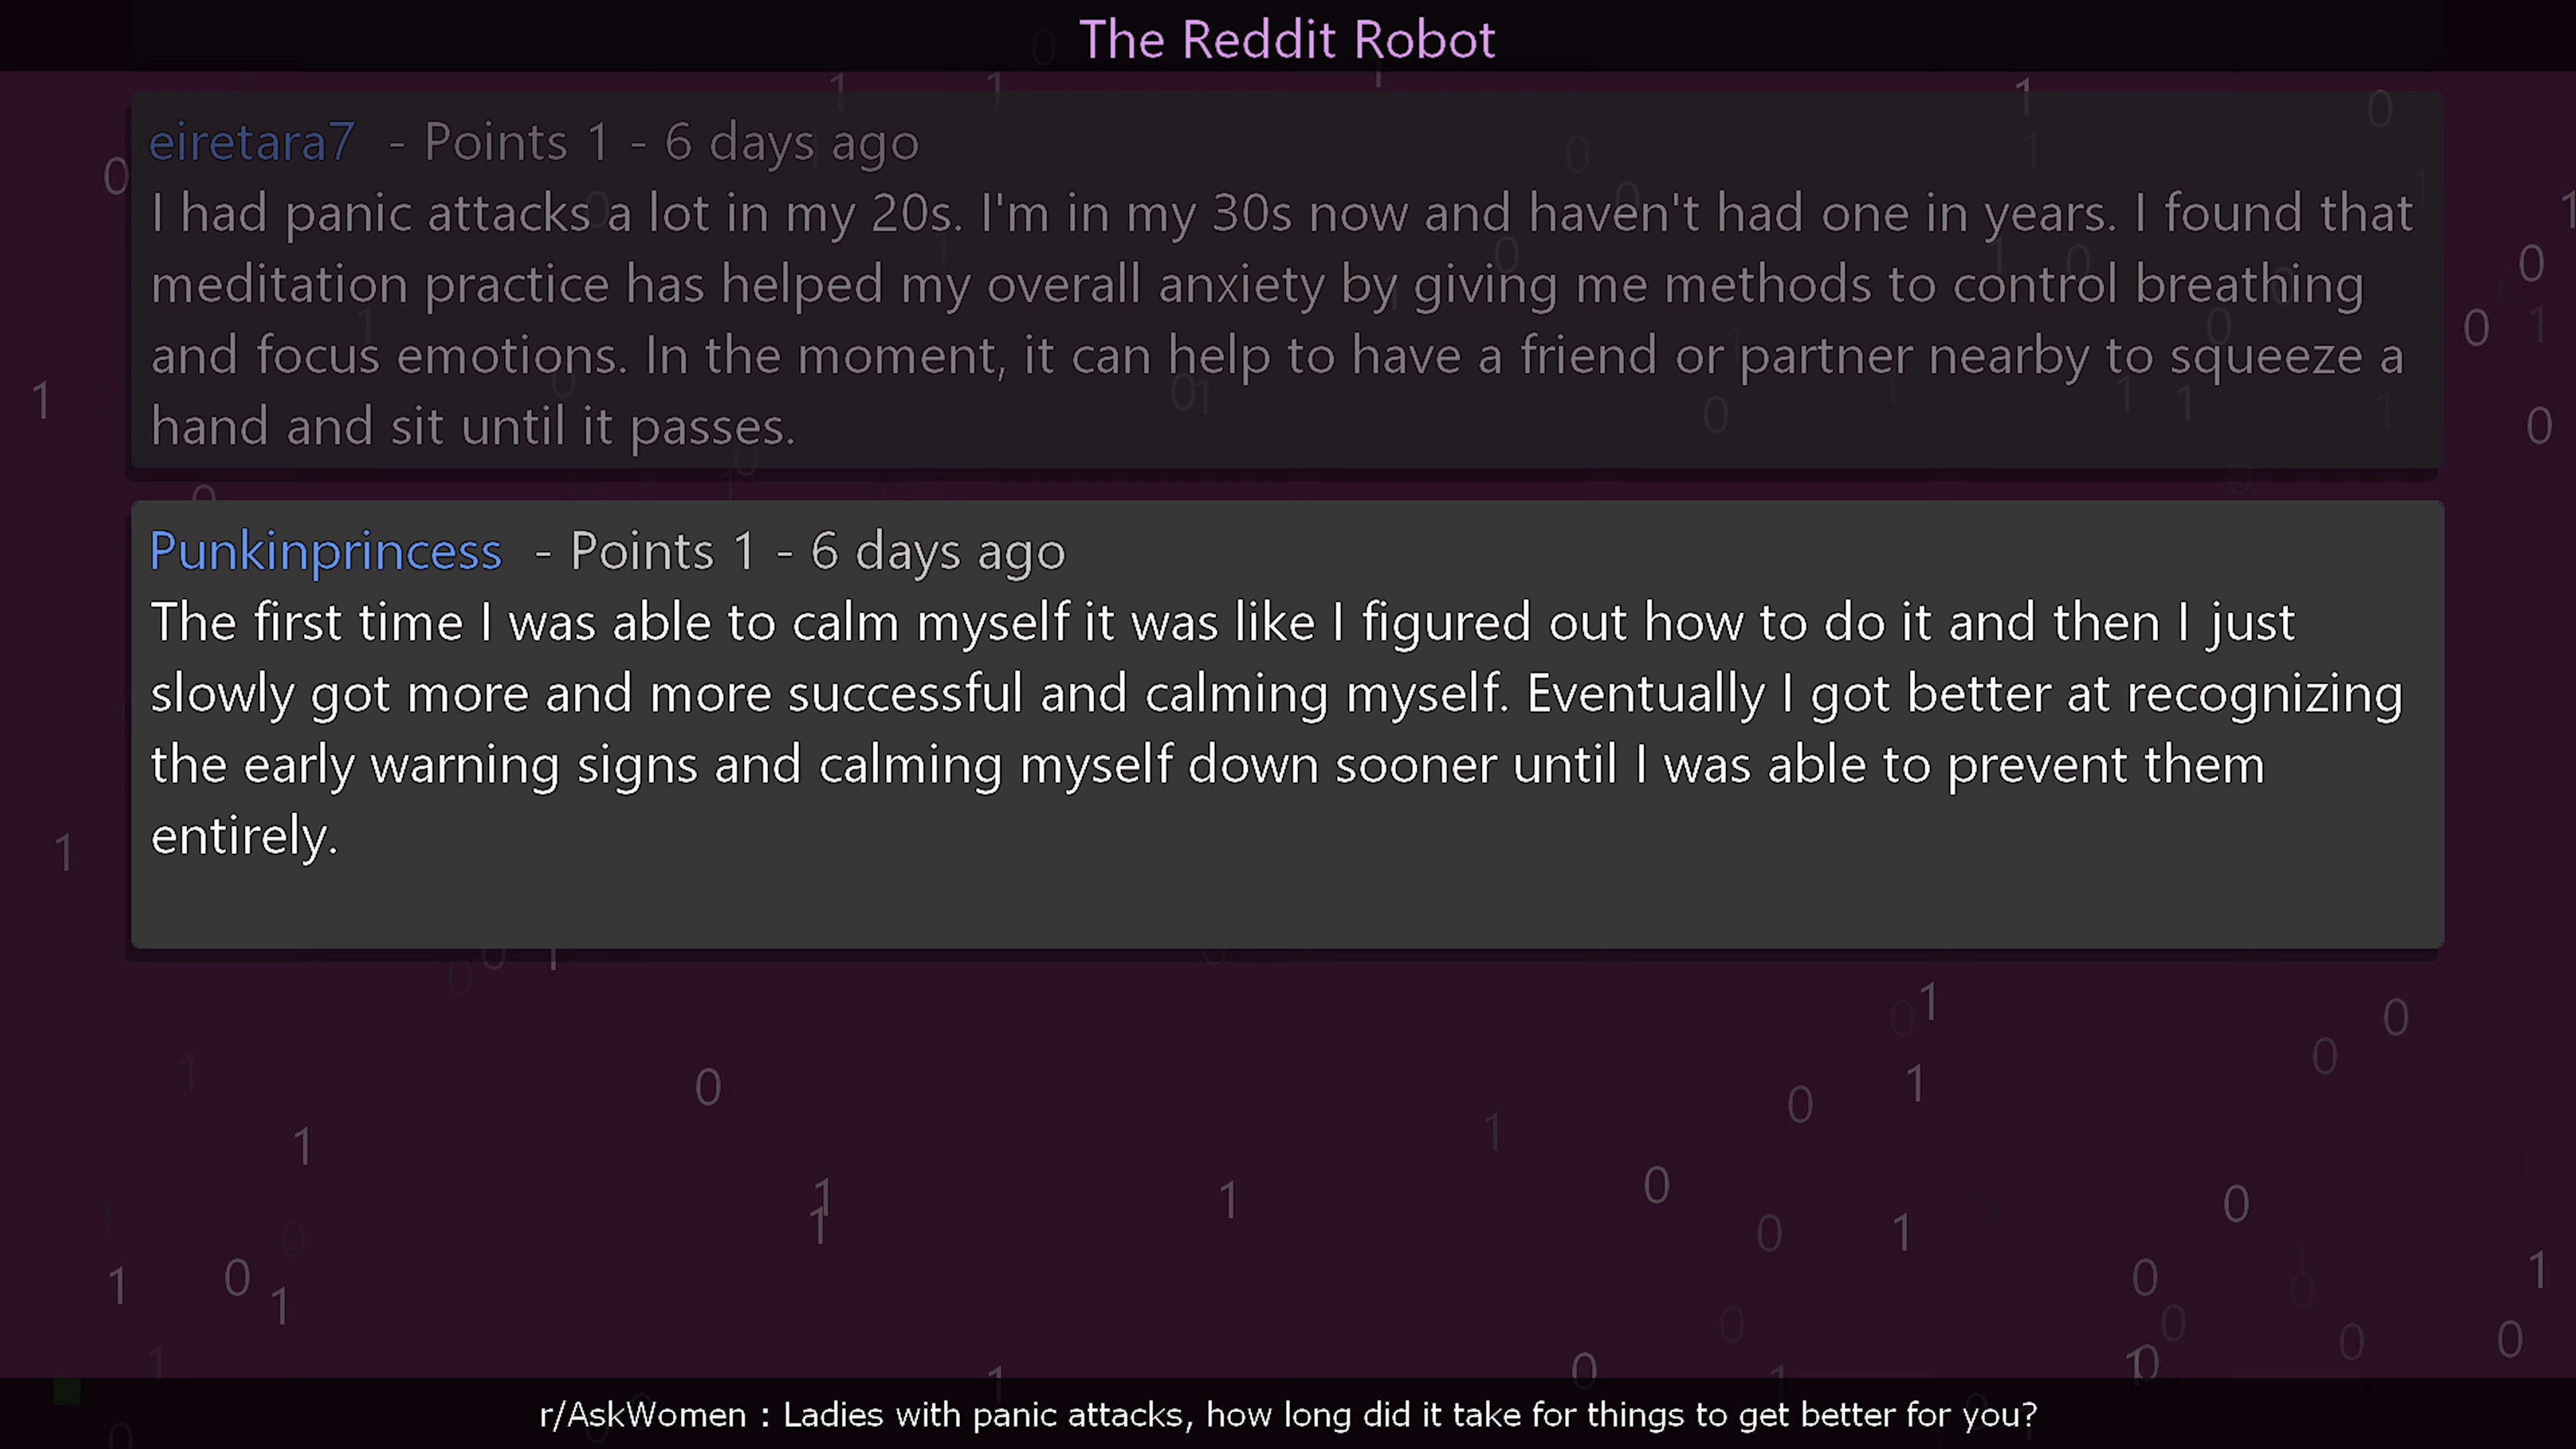 The Reddit Robot
eiretara7 - Points 1 - 6 days ago
I had panic attacks a lot in my 20s. I'm in my 30s now and haven't had one in years. I found that
meditation practice has helped my overall anxiety by giving me methods to control breathing
and focus emotions. In the moment, it can help to have a friend or partner nearby to squeeze a
hand and sit until it passes.
Punkinprincess - Points 1 - 6 days ago
The first time I was able to calm myself it was like I figured out how to do it and then I just
slowly got more and more successful and calming myself. Eventually I got better at recognizing
the early warning signs and calming myself down sooner until I was able to prevent them
entirely.
r/AskWomen : Ladies with panic attacks, how long did it take for things to get better for you?